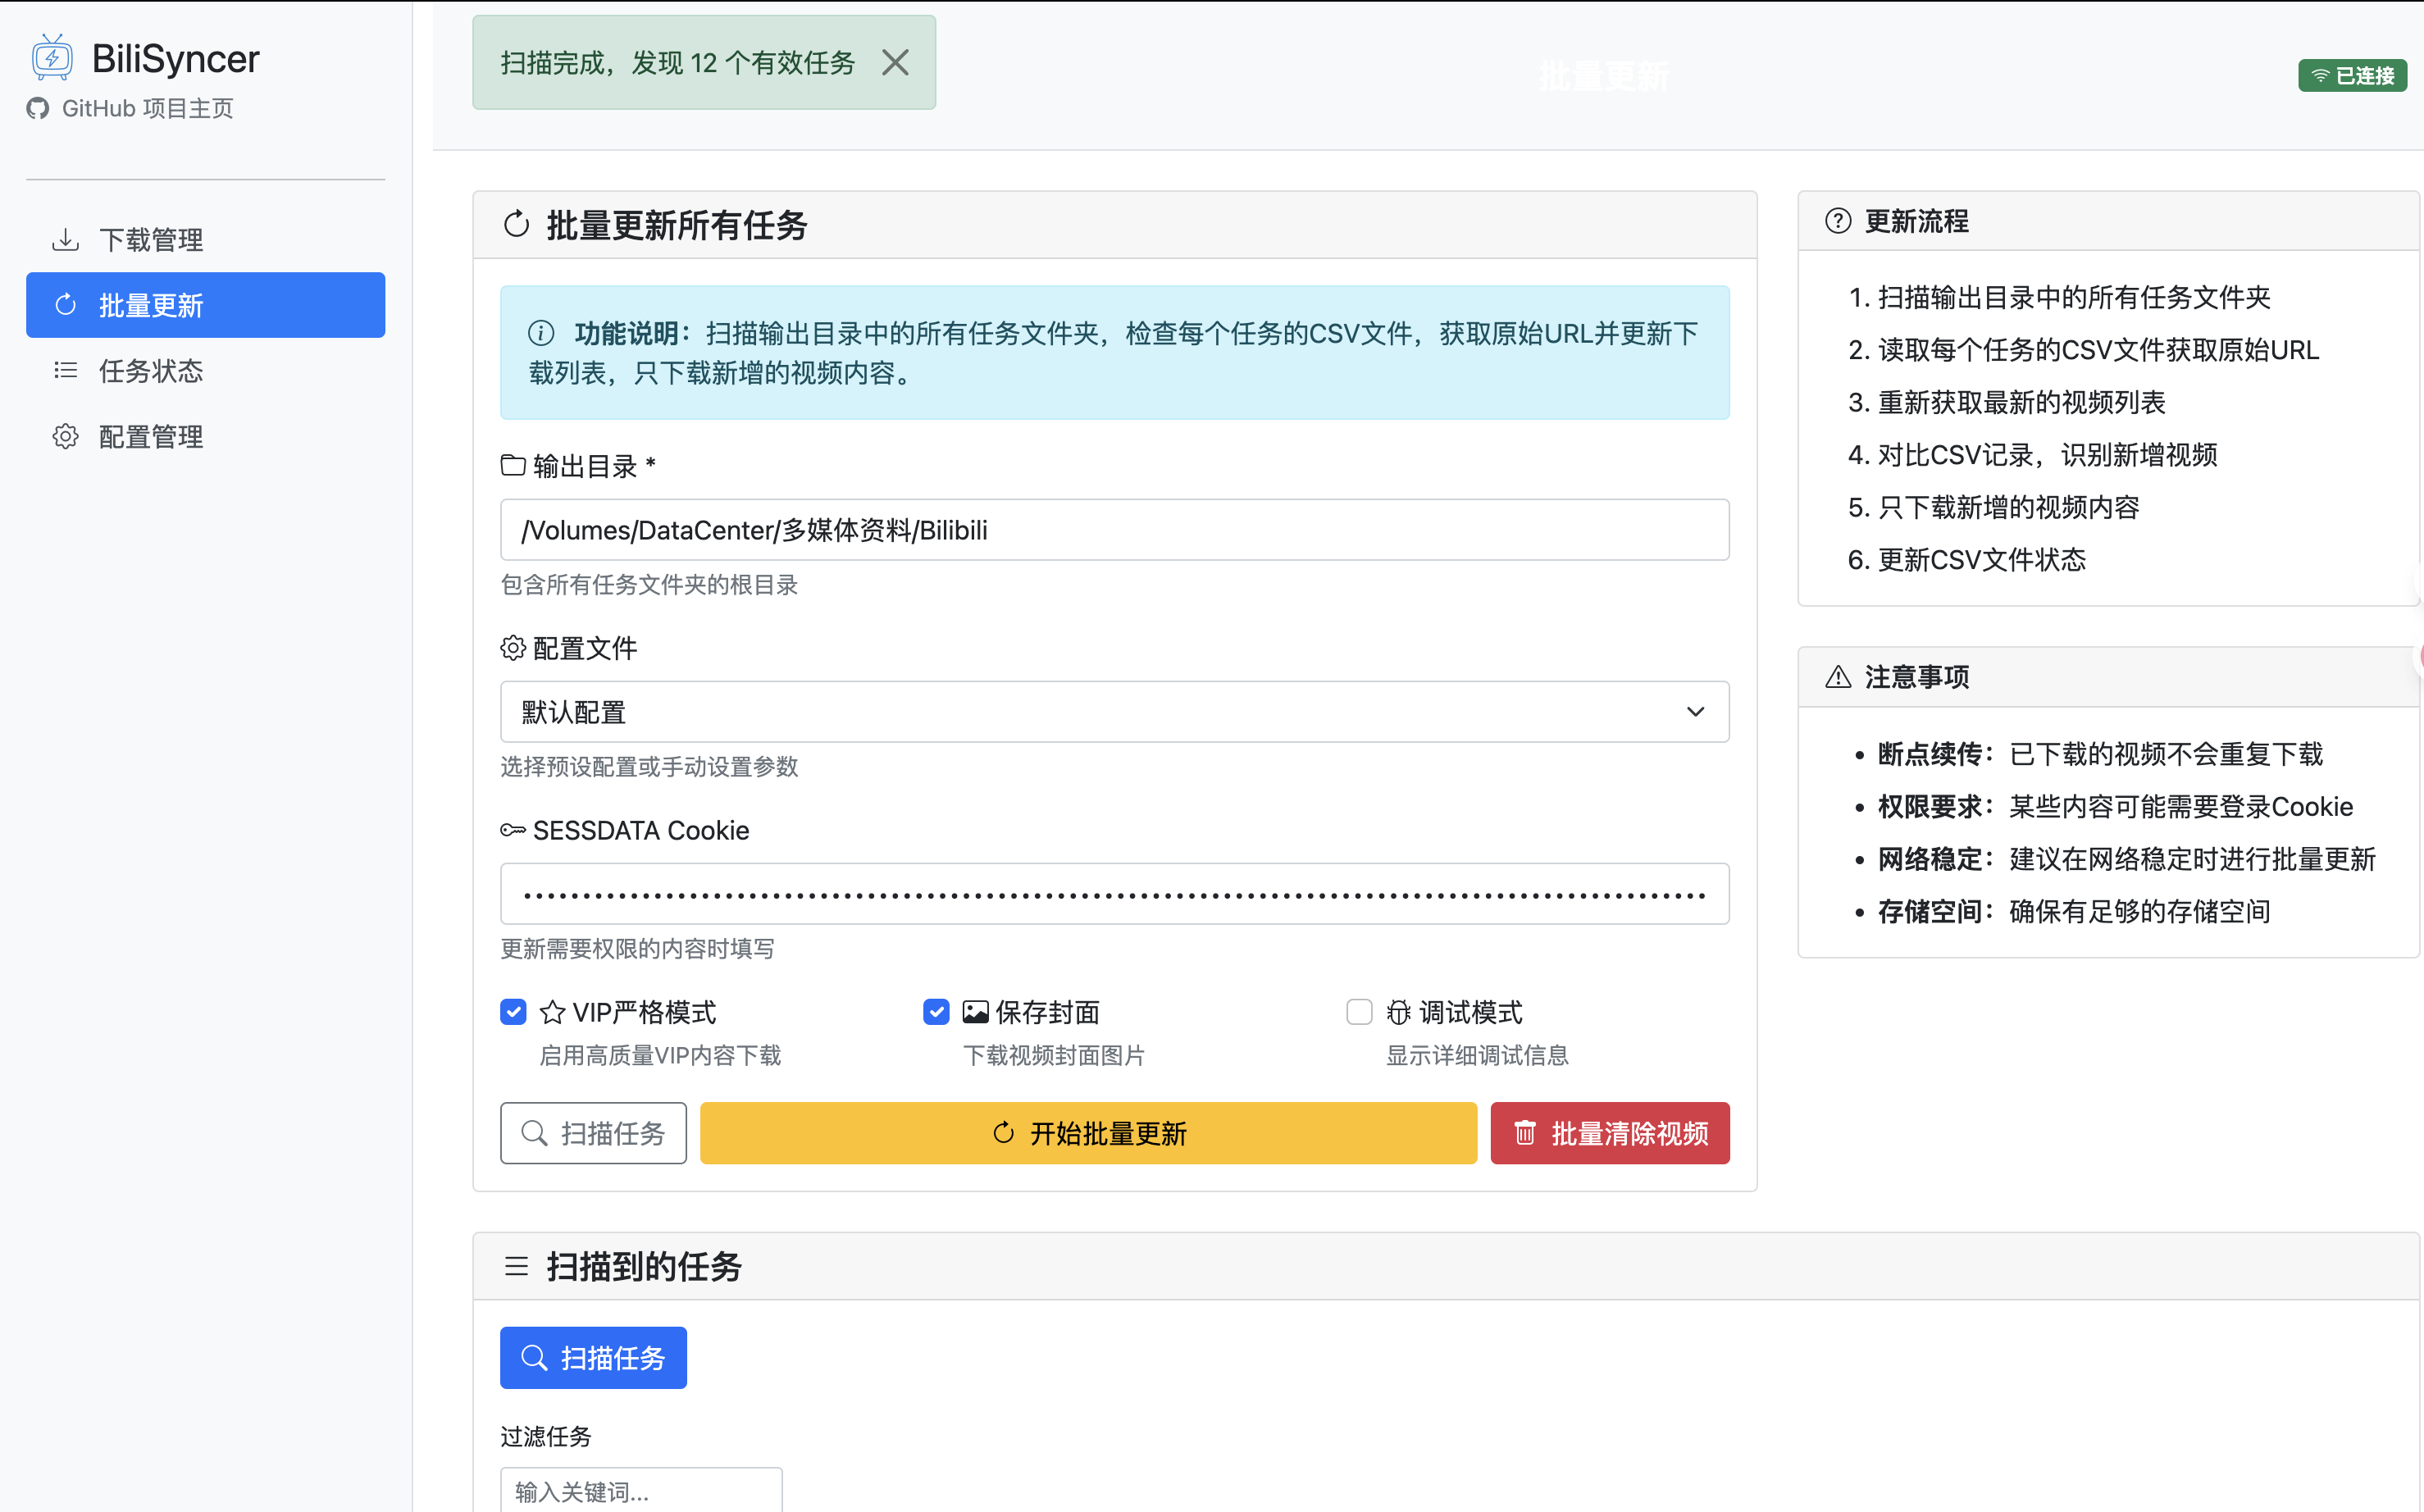 BiliSyncer
GitHub 项目主页
下载管理
批量更新
任务状态
配置管理
扫描完成，发现 12 个有效任务
批量更新
已连接
批量更新所有任务
功能说明：扫描输出目录中的所有任务文件夹，检查每个任务的CSV文件，获取原始URL并更新下
载列表，只下载新增的视频内容。
输出目录 *
/Volumes/DataCenter/多媒体资料/Bilibili
包含所有任务文件夹的根目录
配置文件
默认配置
选择预设配置或手动设置参数
SESSDATA Cookie
更新需要权限的内容时填写
VIP严格模式
启用高质量VIP内容下载
保存封面
下载视频封面图片
调试模式
显示详细调试信息
扫描任务
开始批量更新
批量清除视频
更新流程
1. 扫描输出目录中的所有任务文件夹
2. 读取每个任务的CSV文件获取原始URL
3. 重新获取最新的视频列表
4. 对比CSV记录，识别新增视频
5. 只下载新增的视频内容
6. 更新CSV文件状态
注意事项
• 断点续传：已下载的视频不会重复下载
• 权限要求：某些内容可能需要登录Cookie
• 网络稳定：建议在网络稳定时进行批量更新
• 存储空间：确保有足够的存储空间
扫描到的任务
扫描任务
过滤任务
输入关键词...